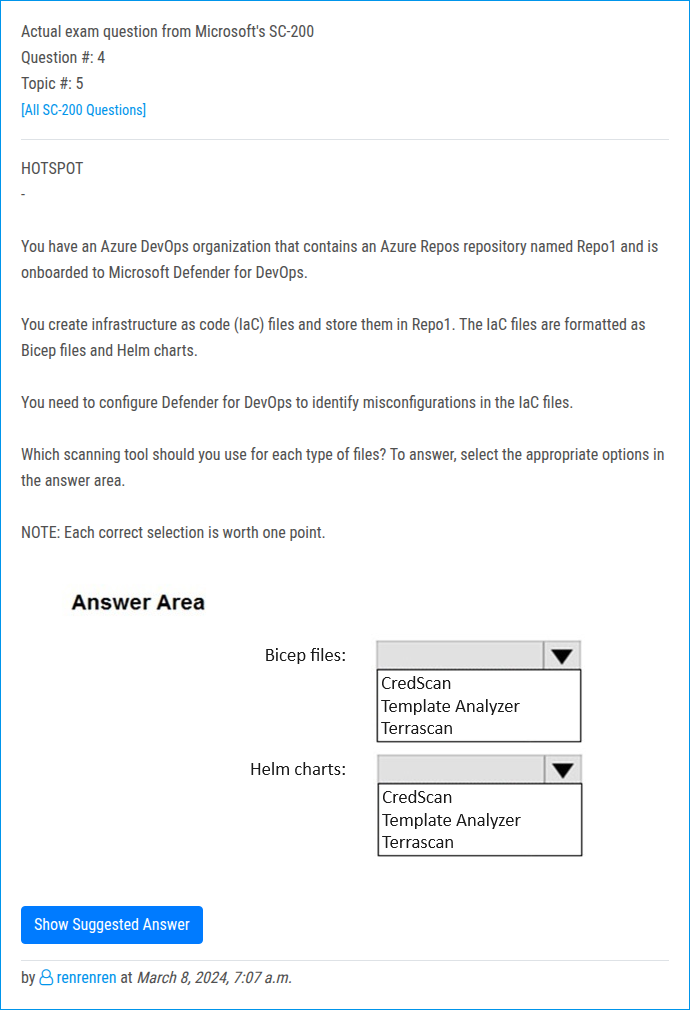 Actual exam question from Microsoft's SC-200
Question #: 4
Topic #: 5
[All SC-200 Questions]
HOTSPOT
-
You have an Azure DevOps organization that contains an Azure Repos repository named Repo1 and is
onboarded to Microsoft Defender for DevOps.
You create infrastructure as code (IaC) files and store them in Repo1. The IaC files are formatted as
Bicep files and Helm charts.
You need to configure Defender for DevOps to identify misconfigurations in the IaC files.
Which scanning tool should you use for each type of files? To answer, select the appropriate options in
the answer area.
NOTE: Each correct selection is worth one point.
Answer Area
Bicep files:
CredScan
Template Analyzer
Terrascan
Helm charts:
CredScan
Template Analyzer
Terrascan
Show Suggested Answer
by renrenren at March 8, 2024, 7:07 a.m.